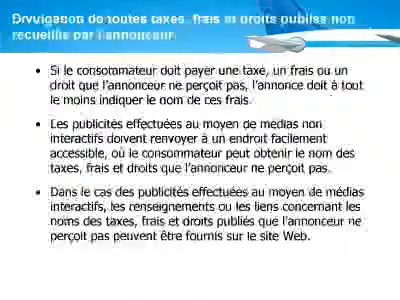 Divulgation de toutes taxes, frais et droits publiés non
recueillis par l'annonceur
• Si le consommateur doit payer une taxe, un frais ou un
droit que l'annonceur ne perçoit pas, l'annonce doit à tout
le moins indiquer le nom de ces frais.
• Les publicités effectuées au moyen de médias non
interactifs doivent renvoyer à un endroit facilement
accessible, où le consommateur peut obtenir le nom des
taxes, frais et droits que l'annonceur ne perçoit pas.
• Dans le cas des publicités effectuées au moyen de médias
interactifs, les renseignements ou les liens concernant les
noms des taxes, frais et droits publiés que l'annonceur ne
perçoit pas peuvent être fournis sur le site Web.